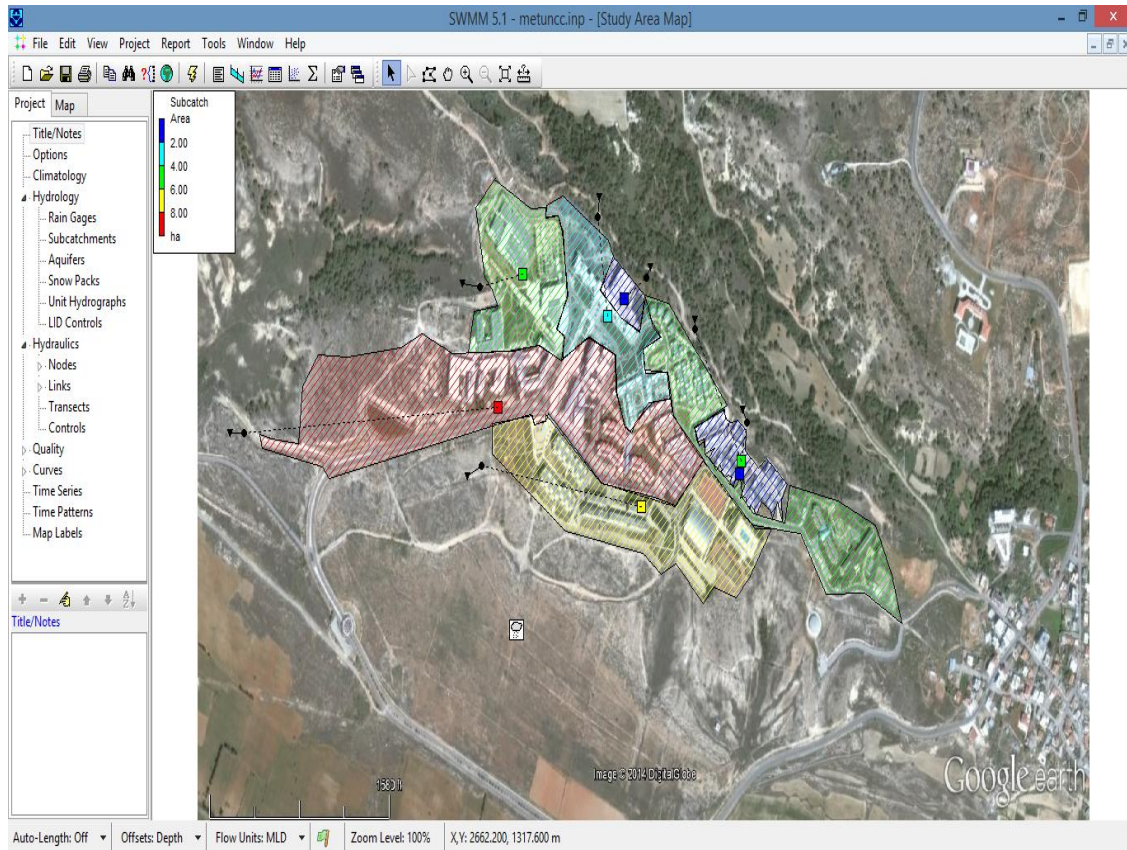 SWMM 5.1 - metuncc.inp - [Study Area Map]
File Edit View Project Report Tools Window Help
Project Map
Title/Notes
Options
Climatology
Hydrology
Rain Gages
Subcatchments
Aquifers
Snow Packs
Unit Hydrographs
LID Controls
Hydraulics
Nodes
Links
Transects
Controls
Quality
Curves
Time Series
Time Patterns
Map Labels
Title/Notes
Subcatch
Area
2.00
4.00
6.00
8.00
ha
Image © 2014 DigitalGlobe
Google earth
Auto-Length: Off Offsets: Depth Flow Units: MLD Zoom Level: 100% X,Y: 2662.200, 1317.600 m